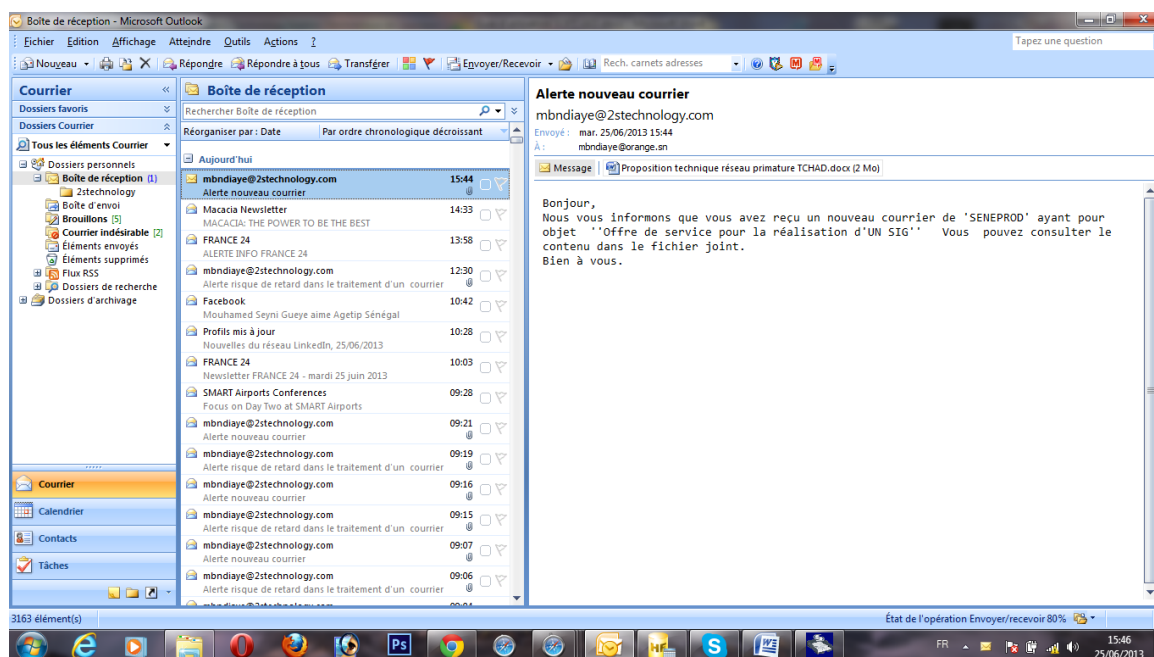 Boîte de réception - Microsoft Outlook
Eichier Edition Affichage Atteindre Outils Actions ?
Tapez une question
Nouveau Répondre Répondre à tous Transférer Envoyer/Recevoir Rech. carnets adresses
Courrier «
Dossiers favoris
Dossiers Courrier
Tous les éléments Courrier
Dossiers personnels
Boîte de réception (1)
2stechnology
Boîte d'envoi
Brouillons [5]
Courrier indésirable [2]
Éléments envoyés
Éléments supprimés
Flux RSS
Dossiers de recherche
Dossiers d'archivage
Courrier
Calendrier
Contacts
Tâches
Boîte de réception
Rechercher Boîte de réception
Réorganiser par : Date Par ordre chronologique décroissant
Aujourd'hui
mbndiaye@2stechnology.com 15:44
Alerte nouveau courrier
Macacia Newsletter 14:33
MACACIA: THE POWER TO BE THE BEST
FRANCE 24 13:58
ALERTE INFO FRANCE 24
mbndiaye@2stechnology.com 12:30
Alerte risque de retard dans le traitement d'un courrier
Facebook 10:42
Mouhamed Seyni Gueye aime Agetip Sénégal
Profils mis à jour 10:28
Nouvelles du réseau LinkedIn, 25/06/2013
FRANCE 24 10:03
Newsletter FRANCE 24 - mardi 25 juin 2013
SMART Airports Conferences 09:28
Focus on Day Two at SMART Airports
mbndiaye@2stechnology.com 09:21
Alerte nouveau courrier
mbndiaye@2stechnology.com 09:19
Alerte risque de retard dans le traitement d'un courrier
mbndiaye@2stechnology.com 09:16
Alerte nouveau courrier
mbndiaye@2stechnology.com 09:15
Alerte risque de retard dans le traitement d'un courrier
mbndiaye@2stechnology.com 09:07
Alerte nouveau courrier
mbndiaye@2stechnology.com 09:06
Alerte risque de retard dans le traitement d'un courrier
Alerte nouveau courrier
mbndiaye@2stechnology.com
Envoyé : mar. 25/06/2013 15:44
À : mbndiaye@orange.sn
Message Proposition technique réseau primature TCHAD.docx (2 Mo)
Bonjour,
Nous vous informons que vous avez reçu un nouveau courrier de 'SENEPROD' ayant pour
objet ''Offre de service pour la réalisation d'UN SIG'' Vous pouvez consulter le
contenu dans le fichier joint.
Bien à vous.
3163 élément(s)
État de l'opération Envoyer/recevoir 80%
Ps HF S W
FR 15:46
25/06/2013